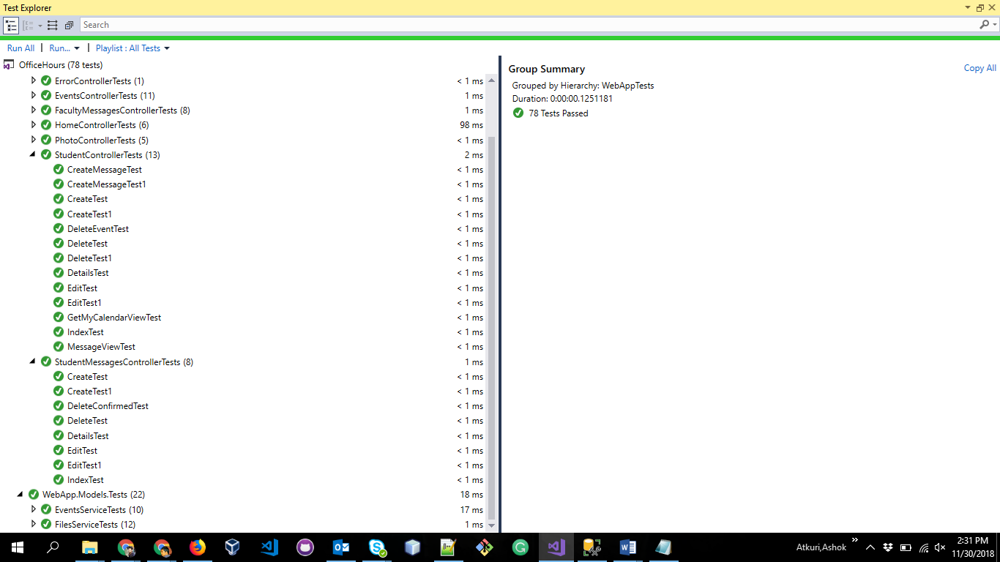 Test Explorer
Search
Run All | Run... | Playlist : All Tests
OfficeHours (78 tests)
ErrorControllerTests (1) < 1 ms
EventsControllerTests (11) 1 ms
FacultyMessagesControllerTests (8) 1 ms
HomeControllerTests (6) 98 ms
PhotoControllerTests (5) < 1 ms
StudentControllerTests (13) 2 ms
CreateMessageTest < 1 ms
CreateMessageTest1 < 1 ms
CreateTest < 1 ms
CreateTest1 < 1 ms
DeleteEventTest < 1 ms
DeleteTest < 1 ms
DeleteTest1 < 1 ms
DetailsTest < 1 ms
EditTest < 1 ms
EditTest1 < 1 ms
GetMyCalendarViewTest < 1 ms
IndexTest < 1 ms
MessageViewTest < 1 ms
StudentMessagesControllerTests (8) 1 ms
CreateTest < 1 ms
CreateTest1 < 1 ms
DeleteConfirmedTest < 1 ms
DeleteTest < 1 ms
DetailsTest < 1 ms
EditTest < 1 ms
EditTest1 < 1 ms
IndexTest < 1 ms
WebApp.Models.Tests (22) 18 ms
EventsServiceTests (10) 17 ms
FilesServiceTests (12) 1 ms
Group Summary
Copy All
Grouped by Hierarchy: WebAppTests
Duration: 0:00:00.1251181
78 Tests Passed
Atkuri,Ashok
2:31 PM
11/30/2018